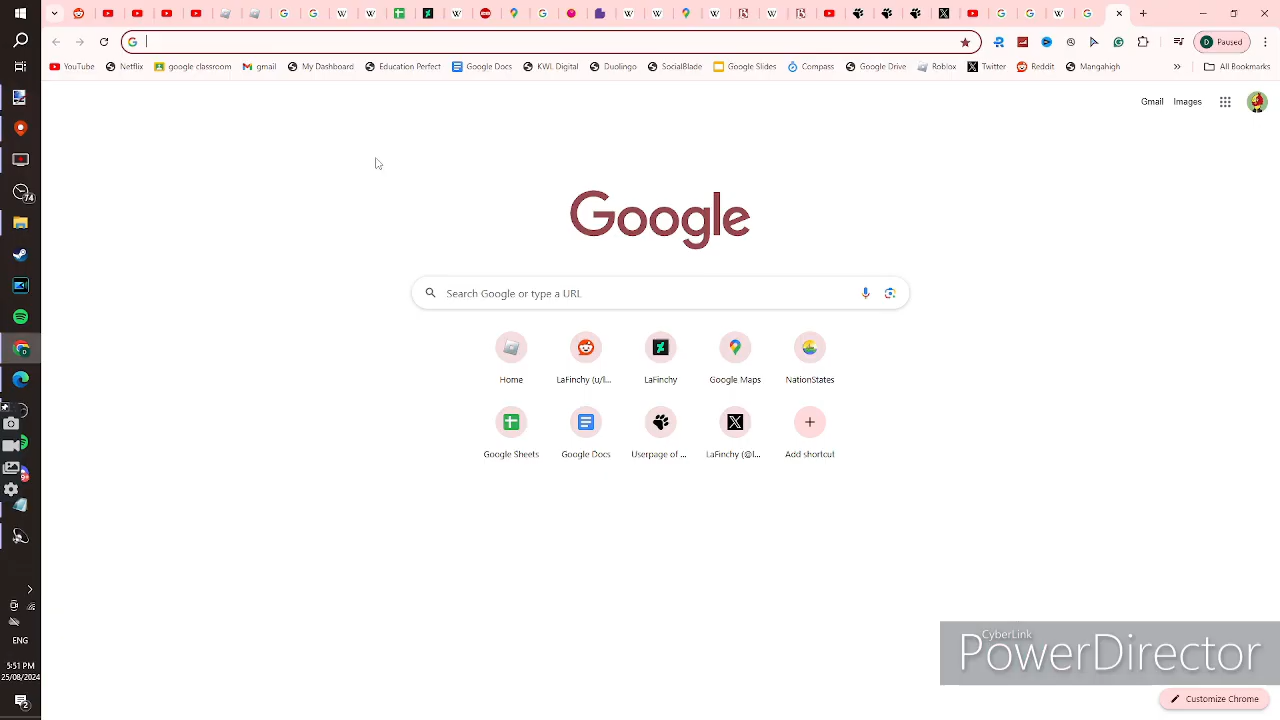 Paused
YouTube Netflix google classroom gmail My Dashboard Education Perfect Google Docs KWL Digital Duolingo SocialBlade Google Slides Compass Google Drive Roblox Twitter Reddit Mangahigh » All Bookmarks
Gmail Images
74
Google
Search Google or type a URL
Home LaFinchy (u/l... LaFinchy Google Maps NationStates
Google Sheets Google Docs Userpage of ... LaFinchy (@l... Add shortcut
ENG
5:51 PM
25/08/2024
2
CyberLink
PowerDirector
Customize Chrome